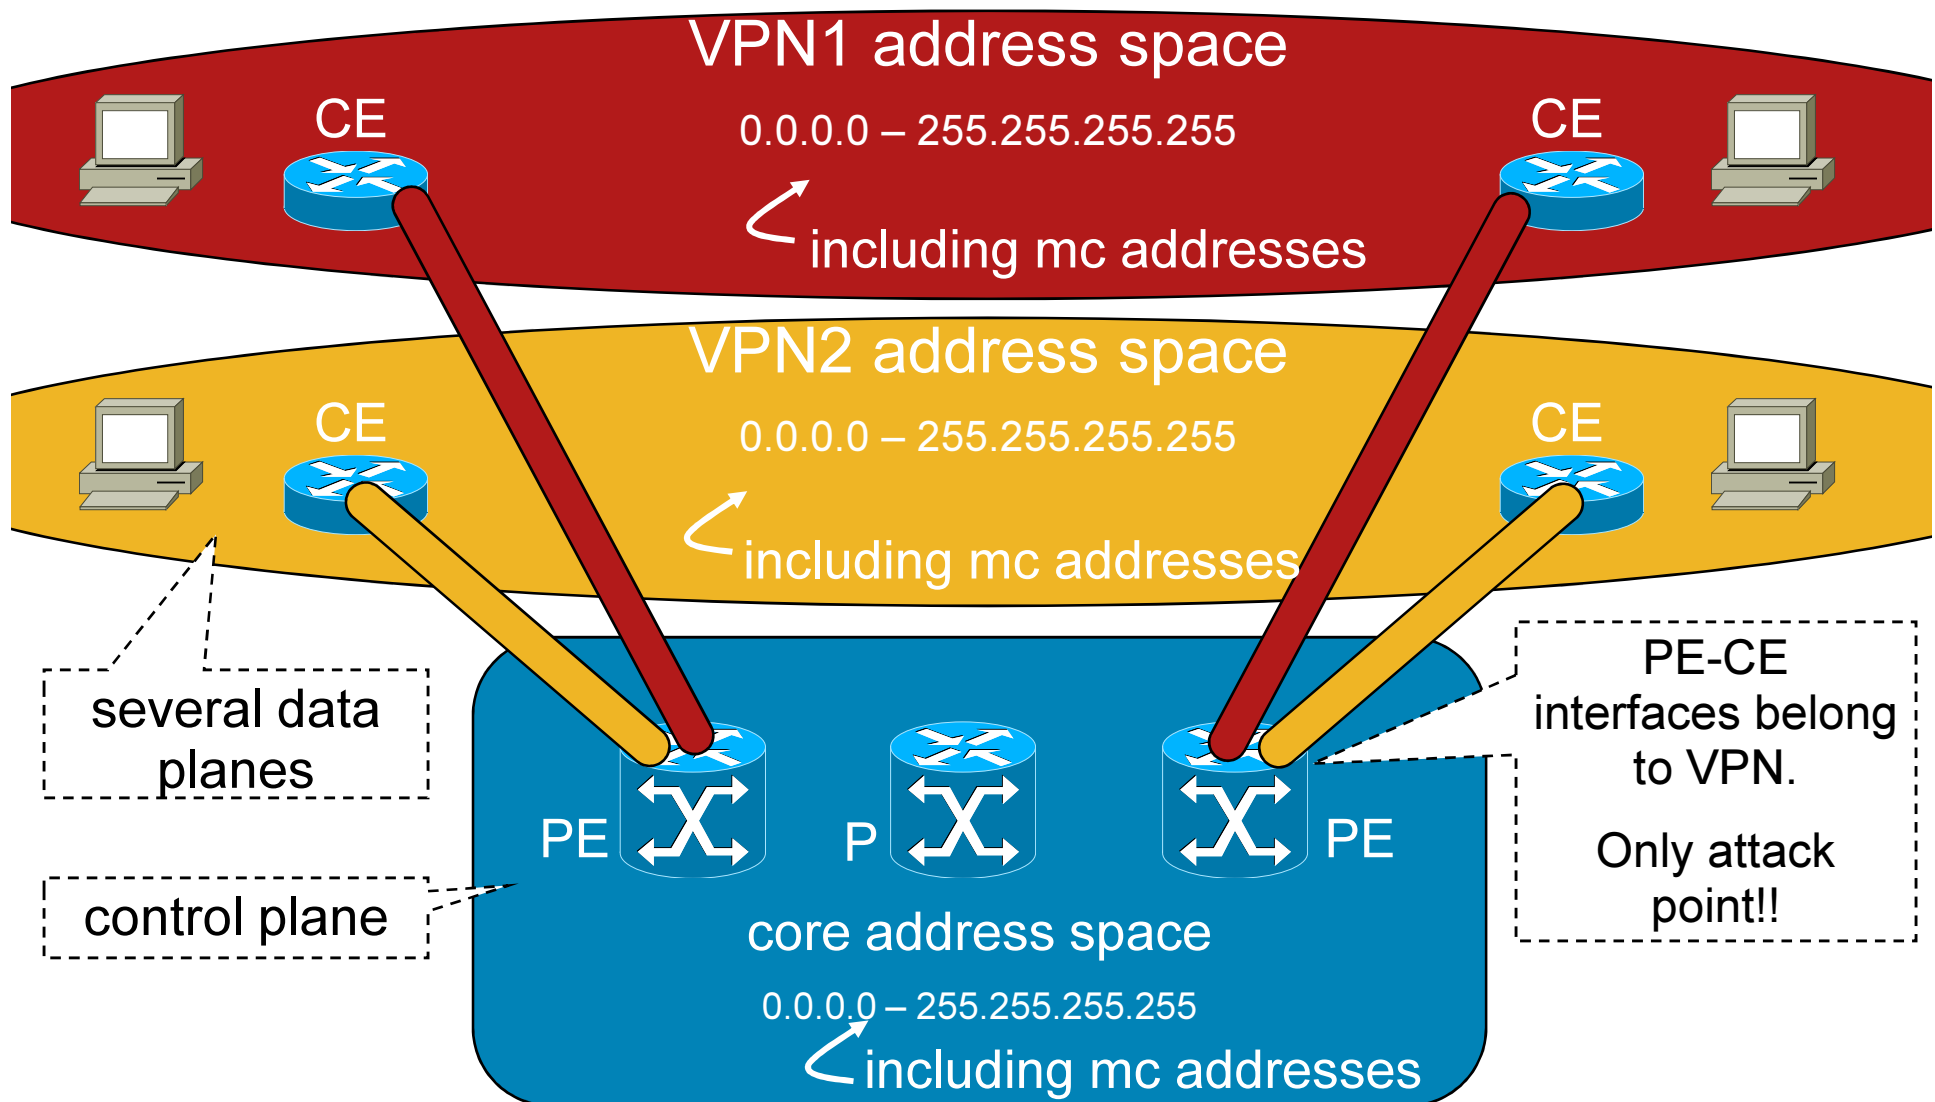 VPN1 address space
CE
CE
0.0.0.0 – 255.255.255.255
including mc addresses
VPN2 address space
CE
CE
0.0.0.0 – 255.255.255.255
including mc addresses
several data
planes
PE-CE
interfaces belong
to VPN.
Only attack
point!!
PE
P
PE
control plane
core address space
0.0.0.0 – 255.255.255.255
including mc addresses